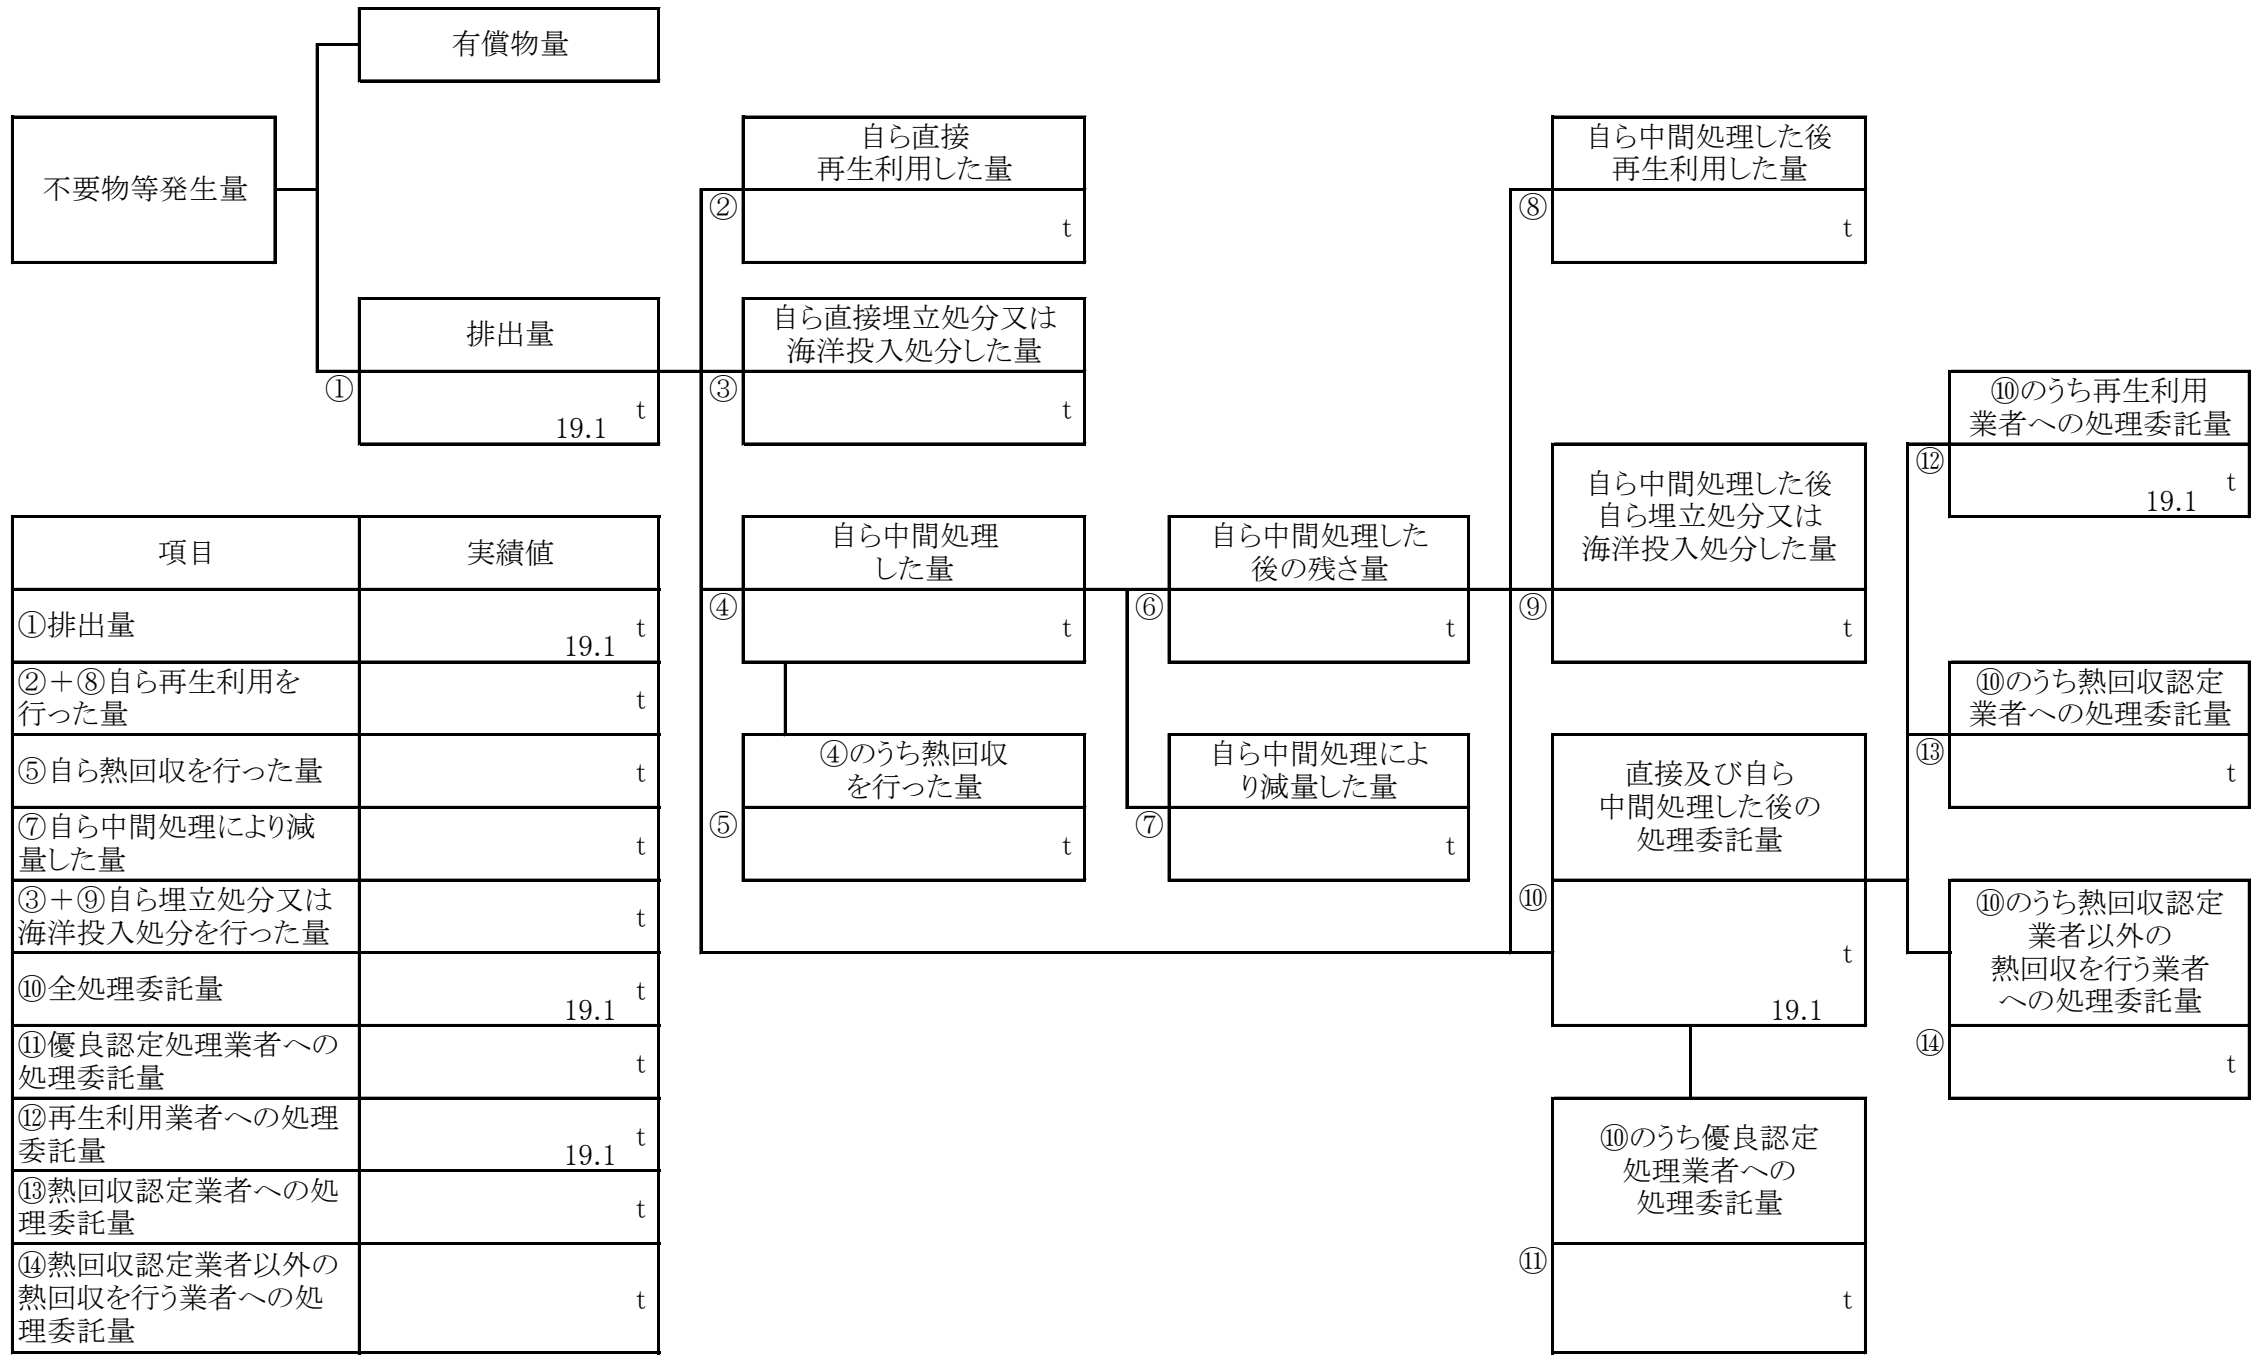 有償物量
不要物等発生量
排出量
①
t
19.1
自ら直接
再生利用した量
②
t
自ら直接埋立処分又は
海洋投入処分した量
③
t
自ら中間処理
した量
④
t
④のうち熱回収
を行った量
⑤
t
自ら中間処理した
後の残さ量
⑥
t
自ら中間処理によ
り減量した量
⑦
t
自ら中間処理した後
再生利用した量
⑧
t
自ら中間処理した後
自ら埋立処分又は
海洋投入処分した量
⑨
t
直接及び自ら
中間処理した後の
処理委託量
⑩
t
19.1
⑩のうち優良認定
処理業者への
処理委託量
⑪
t
⑩のうち再生利用
業者への処理委託量
⑫
t
19.1
⑩のうち熱回収認定
業者への処理委託量
⑬
t
⑩のうち熱回収認定
業者以外の
熱回収を行う業者
への処理委託量
⑭
t
項目 実績値
①排出量
t
19.1
②+⑧自ら再生利用を
行った量
t
⑤自ら熱回収を行った量
t
⑦自ら中間処理により減
量した量
t
③+⑨自ら埋立処分又は
海洋投入処分を行った量
t
⑩全処理委託量
t
19.1
⑪優良認定処理業者への
処理委託量
t
⑫再生利用業者への処理
委託量
t
19.1
⑬熱回収認定業者への処
理委託量
t
⑭熱回収認定業者以外の
熱回収を行う業者への処
理委託量
t